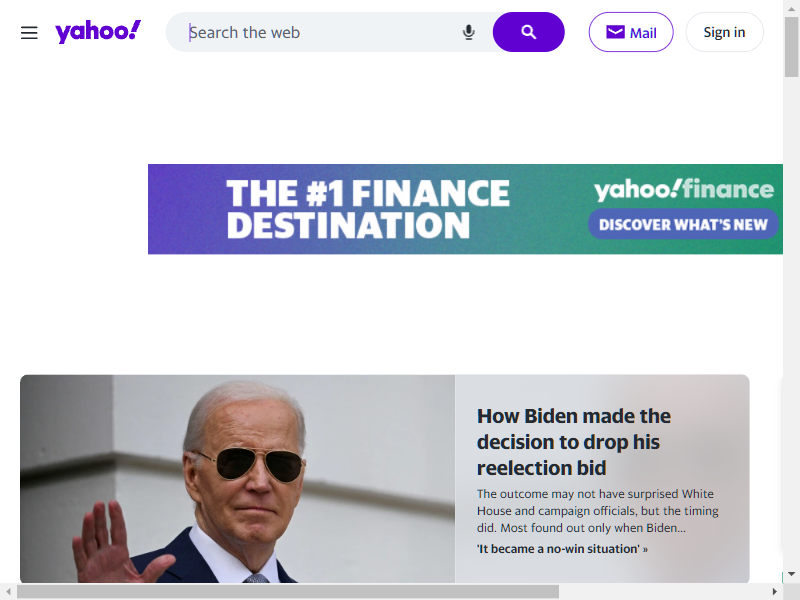 yahoo!
Search the web
Mail
Sign in
THE #1 FINANCE
DESTINATION
yahoo!finance
DISCOVER WHAT'S NEW
How Biden made the
decision to drop his
reelection bid
The outcome may not have surprised White
House and campaign officials, but the timing
did. Most found out only when Biden...
'It became a no-win situation' »